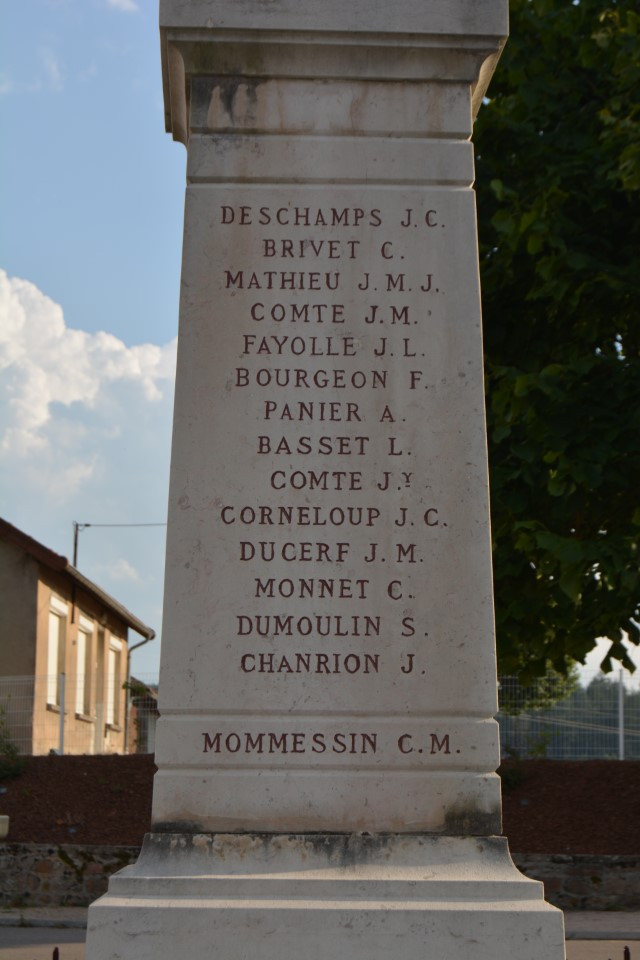 DESCHAMPS J.C.
BRIVET C.
MATHIEU J.M.J.
COMTE J.M.
FAYOLLE J.L.
BOURGEON F.
PANIER A.
BASSET L.
COMTE J.Y
CORNELOUP J.C.
DUCERF J.M.
MONNET C.
DUMOULIN S.
CHANRION J.
MOMMESSIN C.M.